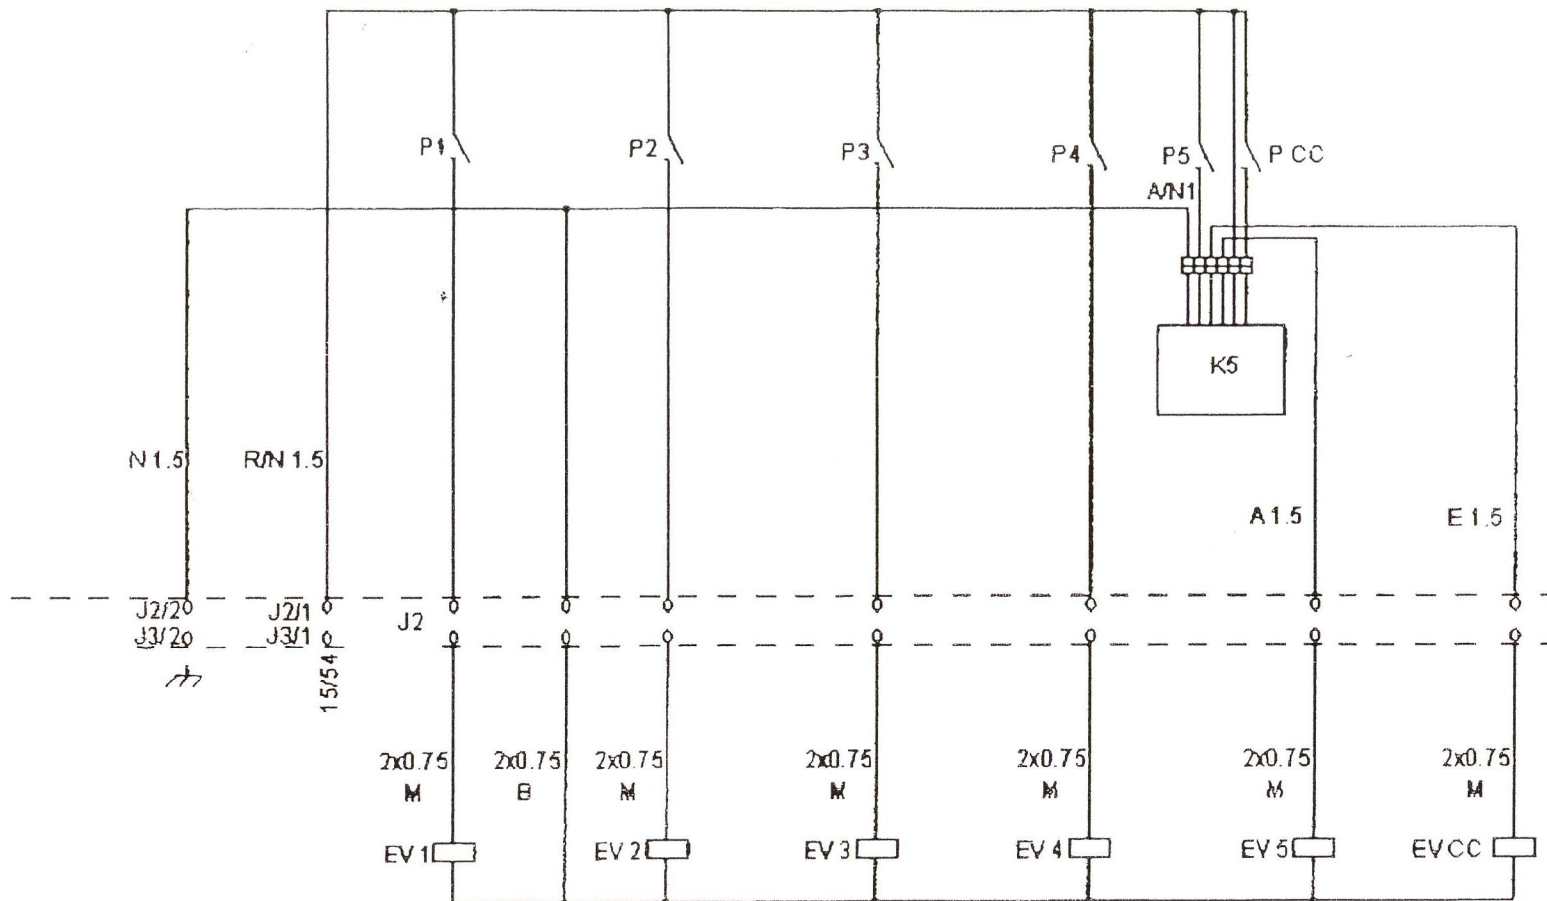 P1
P2
P3
P4
P5
P CC
A/N1
K5
N 1.5
R/N 1.5
A 1.5
E 1.5
J2/2
J2/1
J2
J3/2
J3/1
15/54
2x0.75
2x0.75
2x0.75
2x0.75
2x0.75
2x0.75
2x0.75
M
B
M
M
M
M
M
EV 1
EV 2
EV 3
EV 4
EV 5
EV CC